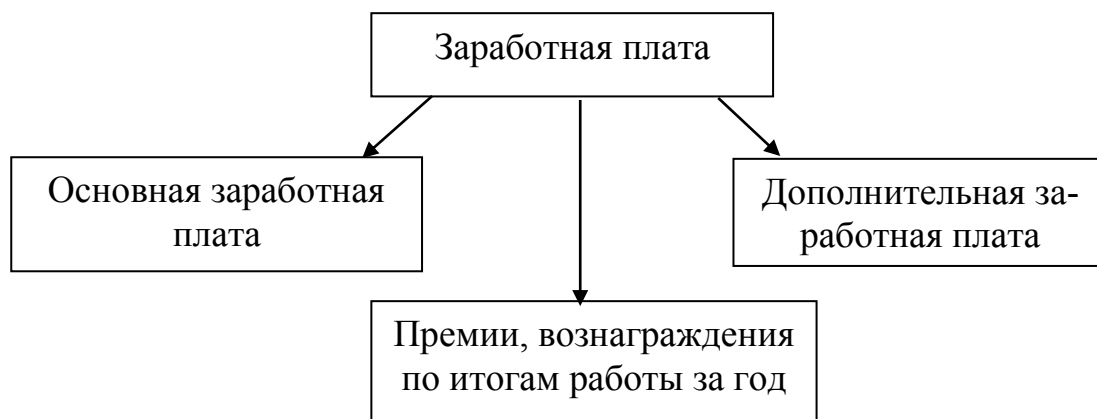 Заработная плата
Основная заработная
плата
Дополнительная за-
работная плата
Премии, вознаграждения
по итогам работы за год